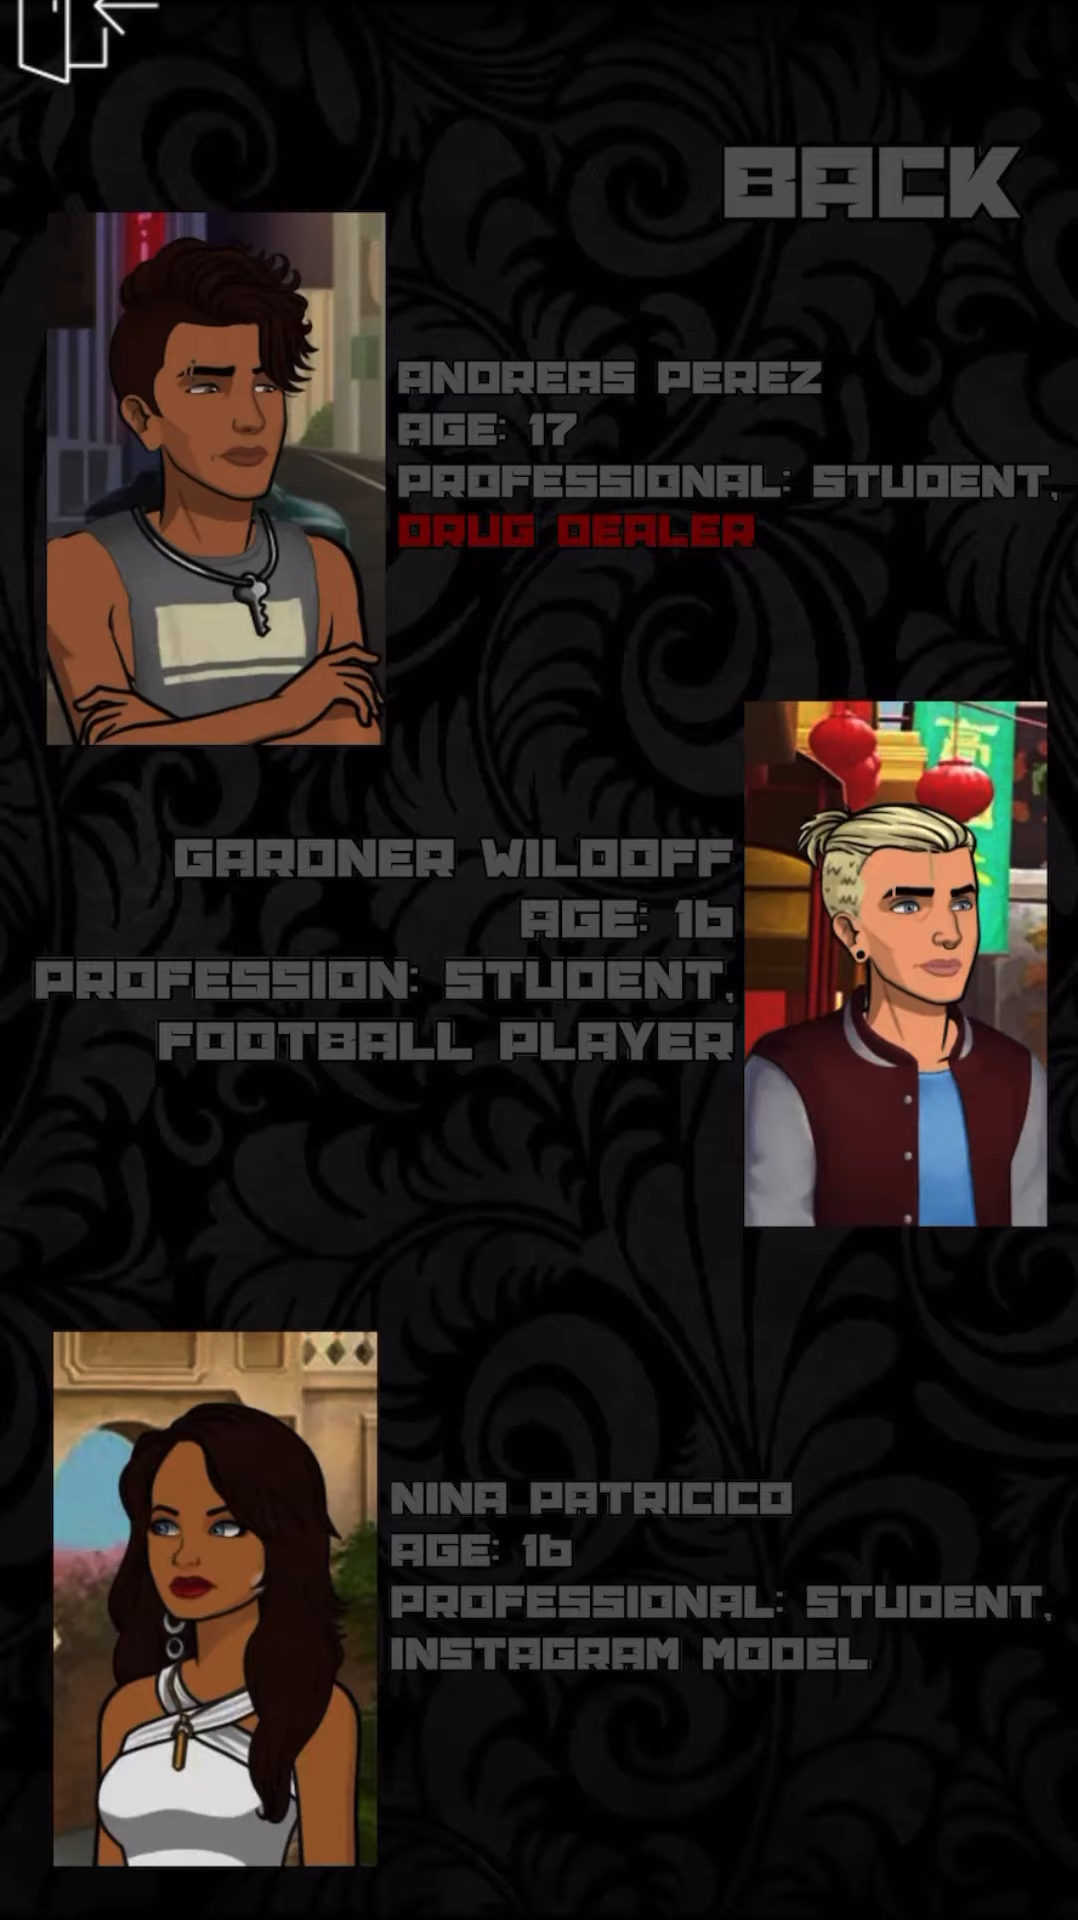 BACK
ANDREAS PEREZ
AGE: 17
PROFESSIONAL: STUDENT,
DRUG DEALER
高
GARDNER WILDOFF
AGE: 16
PROFESSION: STUDENT,
FOOTBALL PLAYER
NINA PATRICICO
AGE: 16
PROFESSIONAL: STUDENT,
INSTAGRAM MODEL